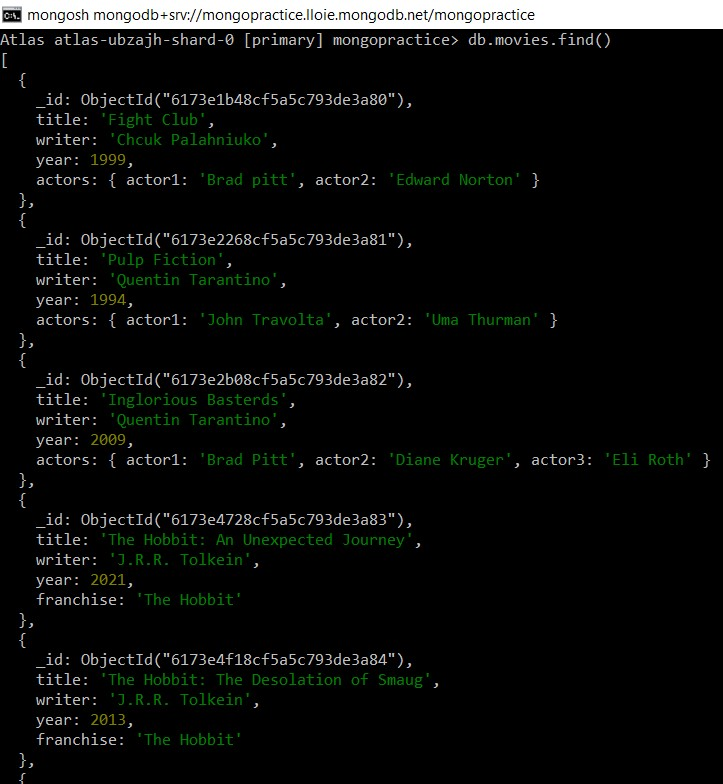 mongosh mongodb+srv://mongopractice.lloie.mongodb.net/mongopractice
Atlas atlas-ubzajh-shard-0 [primary] mongopractice> db.movies.find()
[
  {
    _id: ObjectId("6173e1b48cf5a5c793de3a80"),
    title: 'Fight Club',
    writer: 'Chcuk Palahniuko',
    year: 1999,
    actors: { actor1: 'Brad pitt', actor2: 'Edward Norton' }
  },
  {
    _id: ObjectId("6173e2268cf5a5c793de3a81"),
    title: 'Pulp Fiction',
    writer: 'Quentin Tarantino',
    year: 1994,
    actors: { actor1: 'John Travolta', actor2: 'Uma Thurman' }
  },
  {
    _id: ObjectId("6173e2b08cf5a5c793de3a82"),
    title: 'Inglorious Basterds',
    writer: 'Quentin Tarantino',
    year: 2009,
    actors: { actor1: 'Brad Pitt', actor2: 'Diane Kruger', actor3: 'Eli Roth' }
  },
  {
    _id: ObjectId("6173e4728cf5a5c793de3a83"),
    title: 'The Hobbit: An Unexpected Journey',
    writer: 'J.R.R. Tolkein',
    year: 2021,
    franchise: 'The Hobbit'
  },
  {
    _id: ObjectId("6173e4f18cf5a5c793de3a84"),
    title: 'The Hobbit: The Desolation of Smaug',
    writer: 'J.R.R. Tolkein',
    year: 2013,
    franchise: 'The Hobbit'
  },
  {